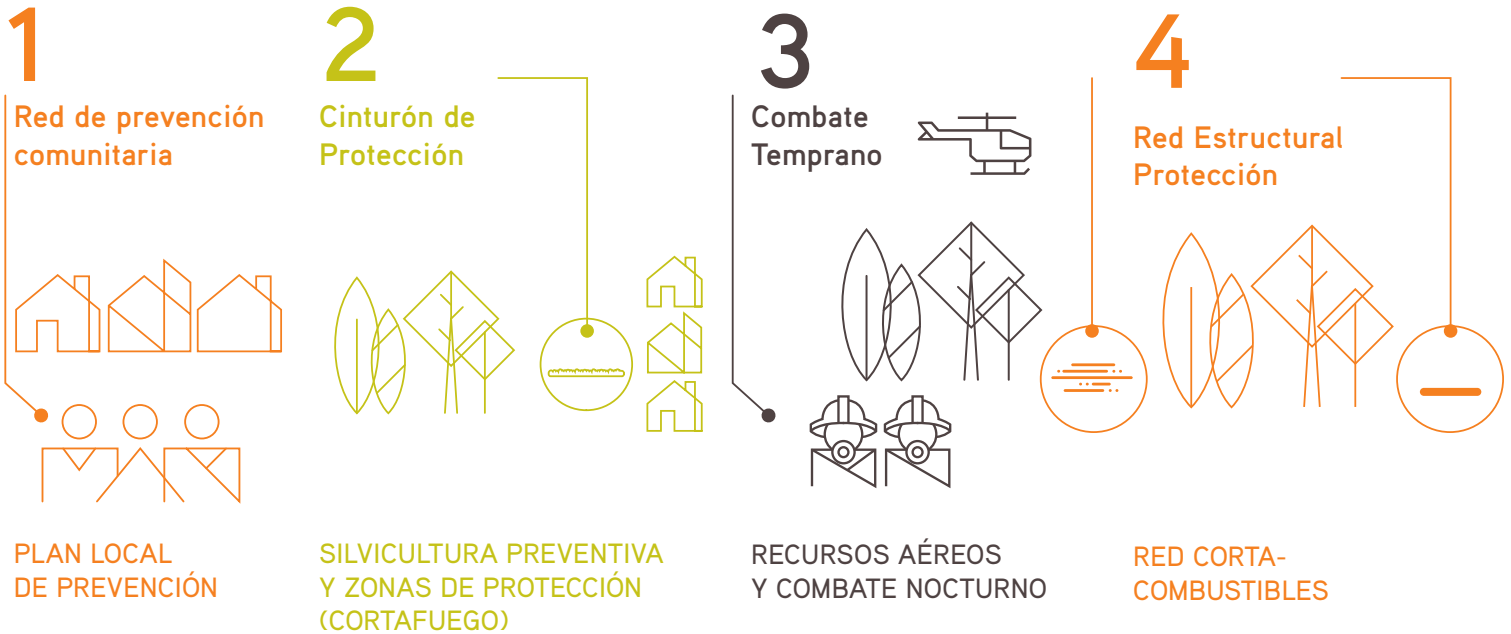 1
Red de prevención
comunitaria
PLAN LOCAL
DE PREVENCIÓN
2
Cinturón de
Protección
SILVICULTURA PREVENTIVA
Y ZONAS DE PROTECCIÓN
(CORTAFUEGO)
3
Combate
Temprano
RECURSOS AÉREOS
Y COMBATE NOCTURNO
4
Red Estructural
Protección
RED CORTA-
COMBUSTIBLES